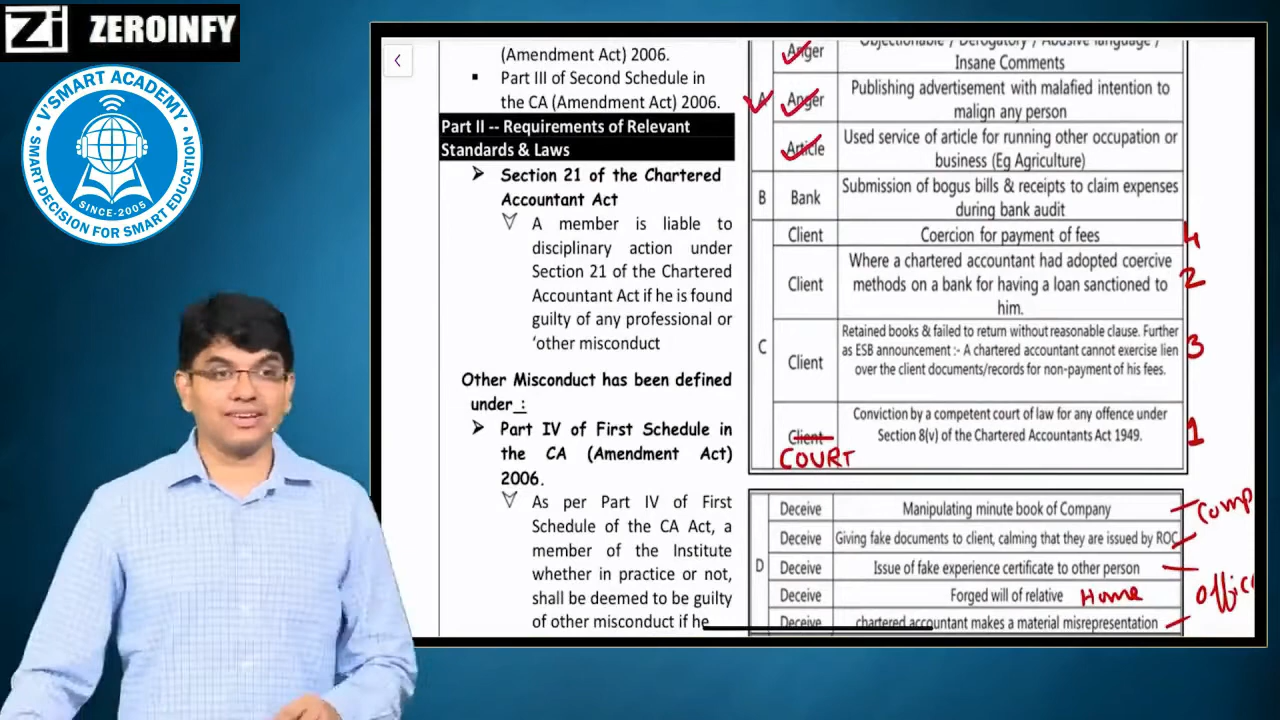 Zi ZEROINFY
V'SMART ACADEMY
SINCE-2005
SMART DECISION FOR SMART EDUCATION
(Amendment Act) 2006.
▪ Part III of Second Schedule in
the CA (Amendment Act) 2006.
Part II -- Requirements of Relevant
Standards & Laws
➢ Section 21 of the Chartered
Accountant Act
A member is liable to
disciplinary action under
Section 21 of the Chartered
Accountant Act if he is found
guilty of any professional or
‘other misconduct
Other Misconduct has been defined
under :
➢ Part IV of First Schedule in
the CA (Amendment Act)
2006.
As per Part IV of First
Schedule of the CA Act, a
member of the Institute
whether in practice or not,
shall be deemed to be guilty
of other misconduct if he
Anger Objectionable / Derogatory / Abusive language /
Insane Comments
A Anger Publishing advertisement with malafied intention to
malign any person
Article Used service of article for running other occupation or
business (Eg Agriculture)
B Bank Submission of bogus bills & receipts to claim expenses
during bank audit
Client Coercion for payment of fees 4
Client Where a chartered accountant had adopted coercive
methods on a bank for having a loan sanctioned to
him. 2
C Client Retained books & failed to return without reasonable clause. Further
as ESB announcement :- A chartered accountant cannot exercise lien
over the client documents/records for non-payment of his fees. 3
Client Conviction by a competent court of law for any offence under
Section 8(v) of the Chartered Accountants Act 1949. 1
COURT
Deceive Manipulating minute book of Company Comp
Deceive Giving fake documents to client, calming that they are issued by ROC
D Deceive Issue of fake experience certificate to other person
Deceive Forged will of relative Home Offic
Deceive chartered accountant makes a material misrepresentation